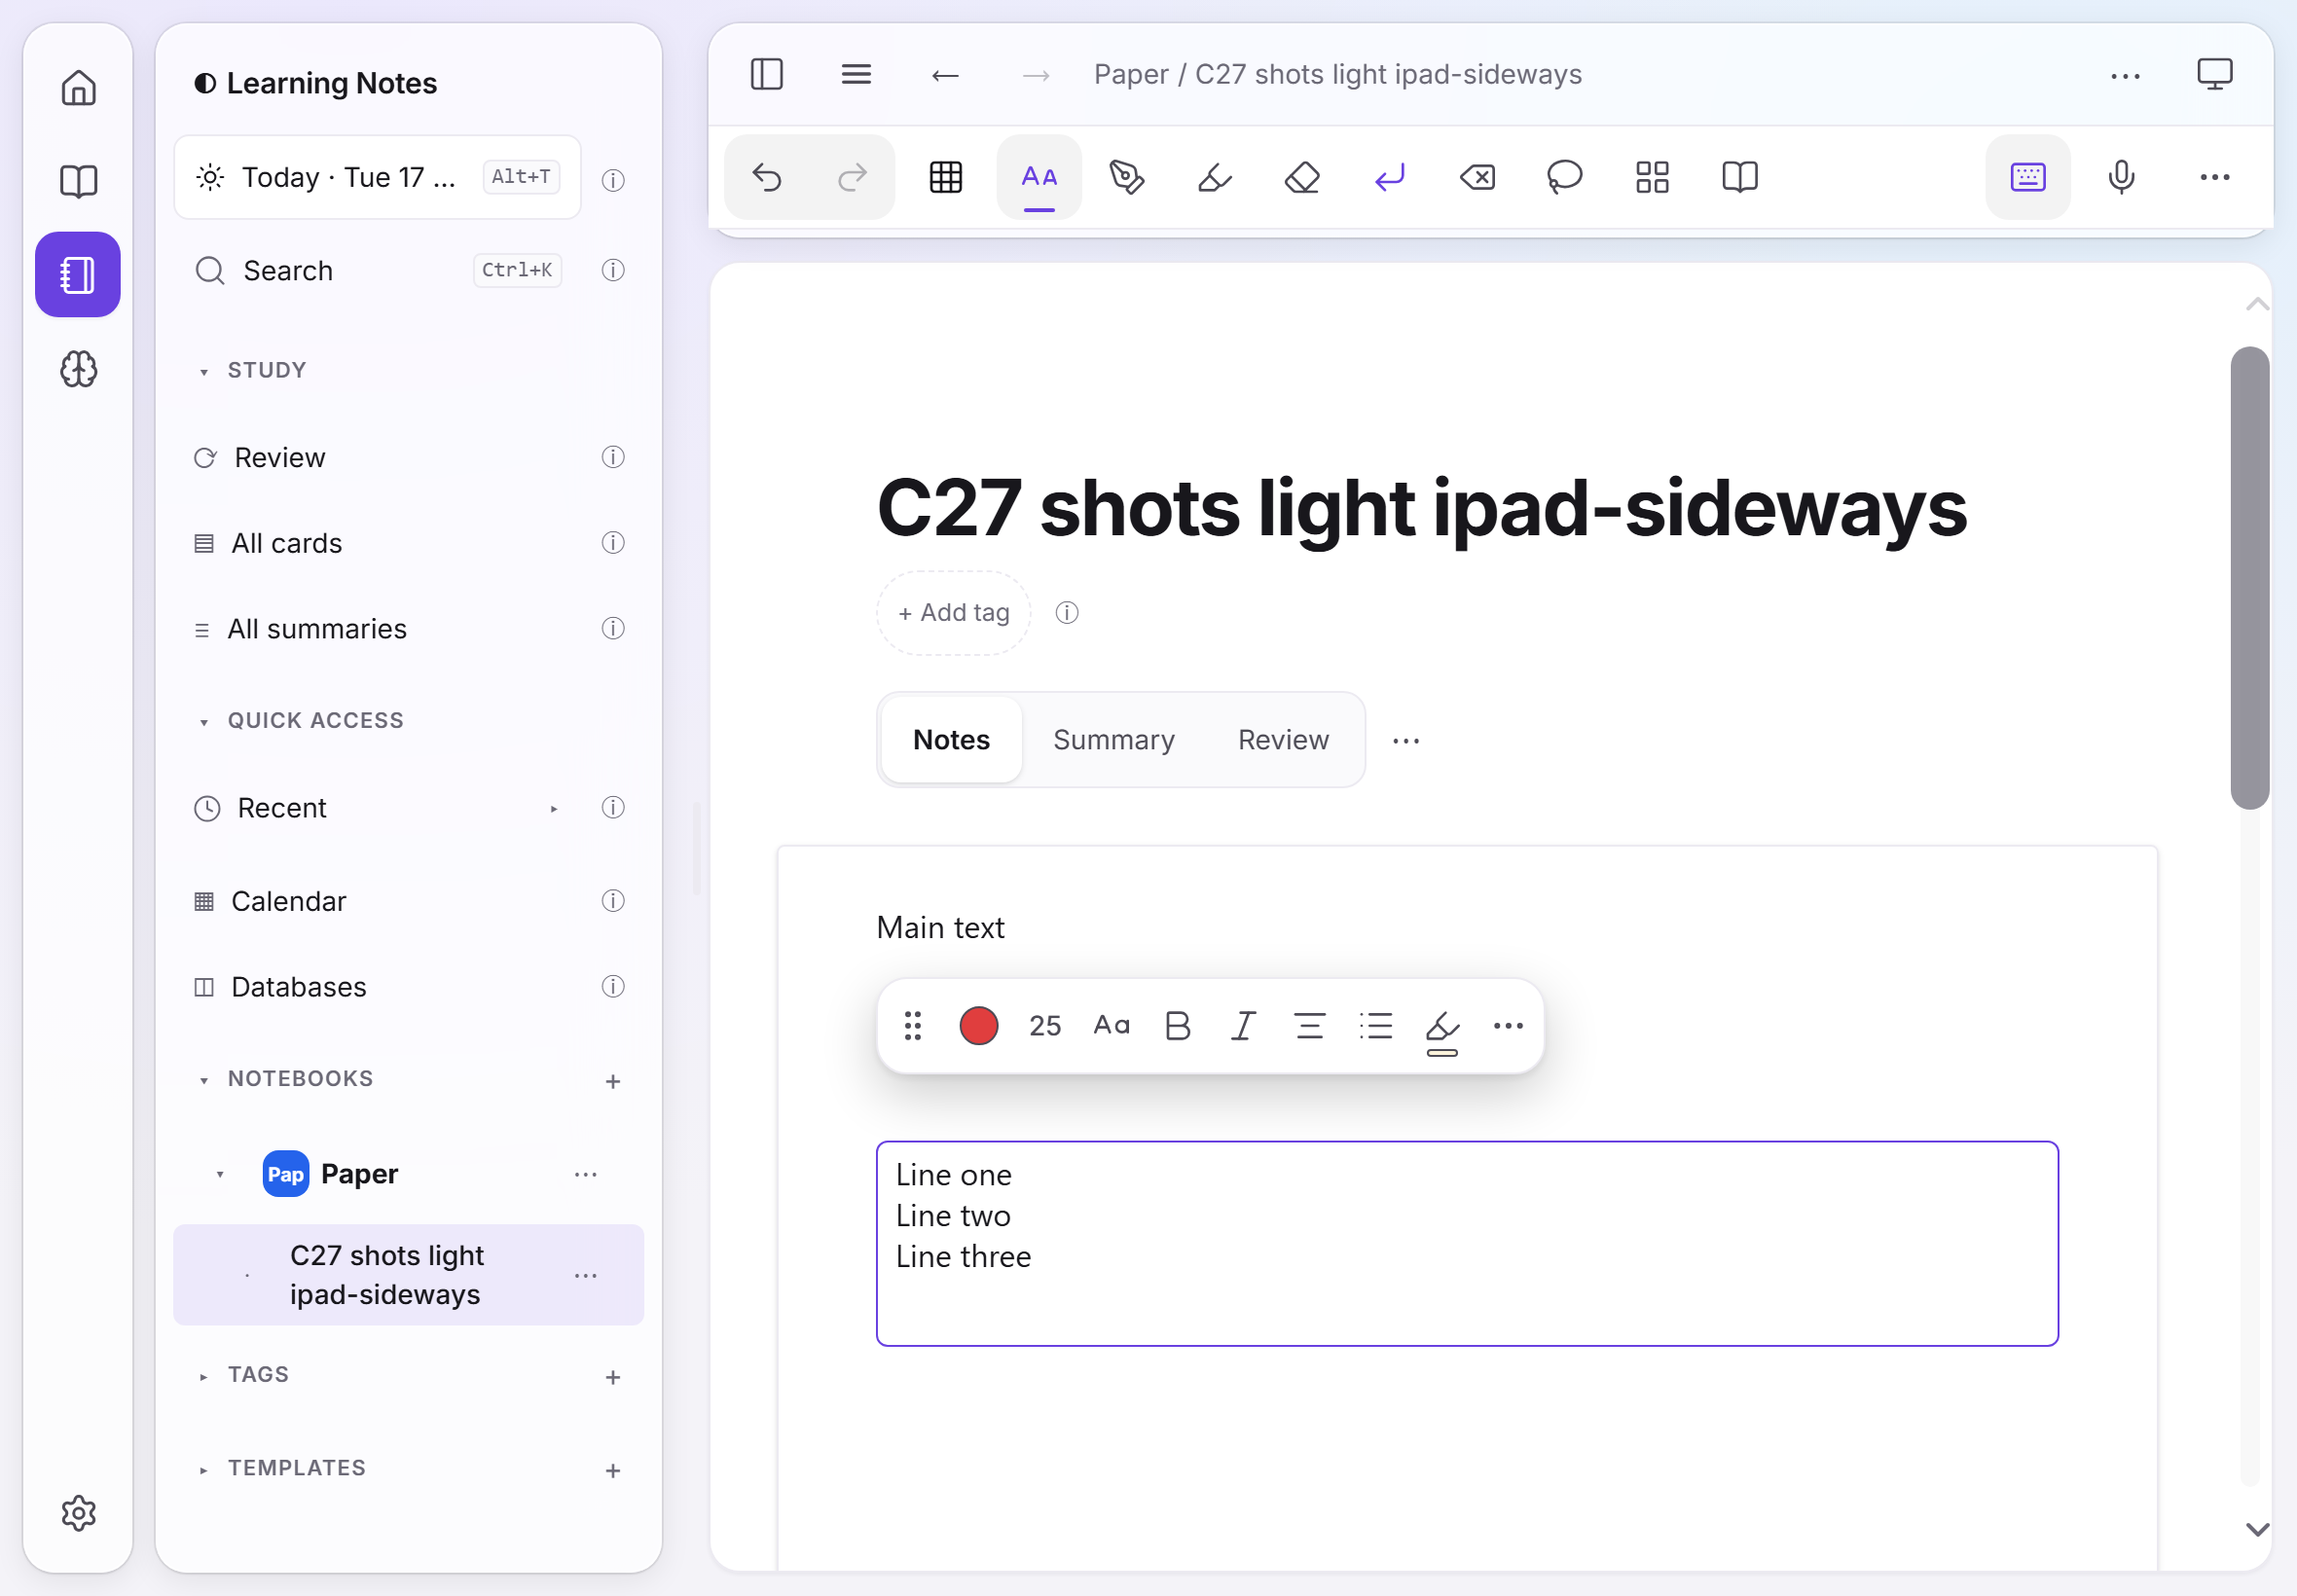 Learning Notes
Today · Tue 17 ... Alt+T
Search Ctrl+K
STUDY
Review
All cards
All summaries
QUICK ACCESS
Recent
Calendar
Databases
NOTEBOOKS
Pap Paper
C27 shots light
ipad-sideways
TAGS
TEMPLATES
Paper / C27 shots light ipad-sideways
C27 shots light ipad-sideways
+ Add tag
Notes Summary Review
Main text
25 Aa B I
Line one
Line two
Line three